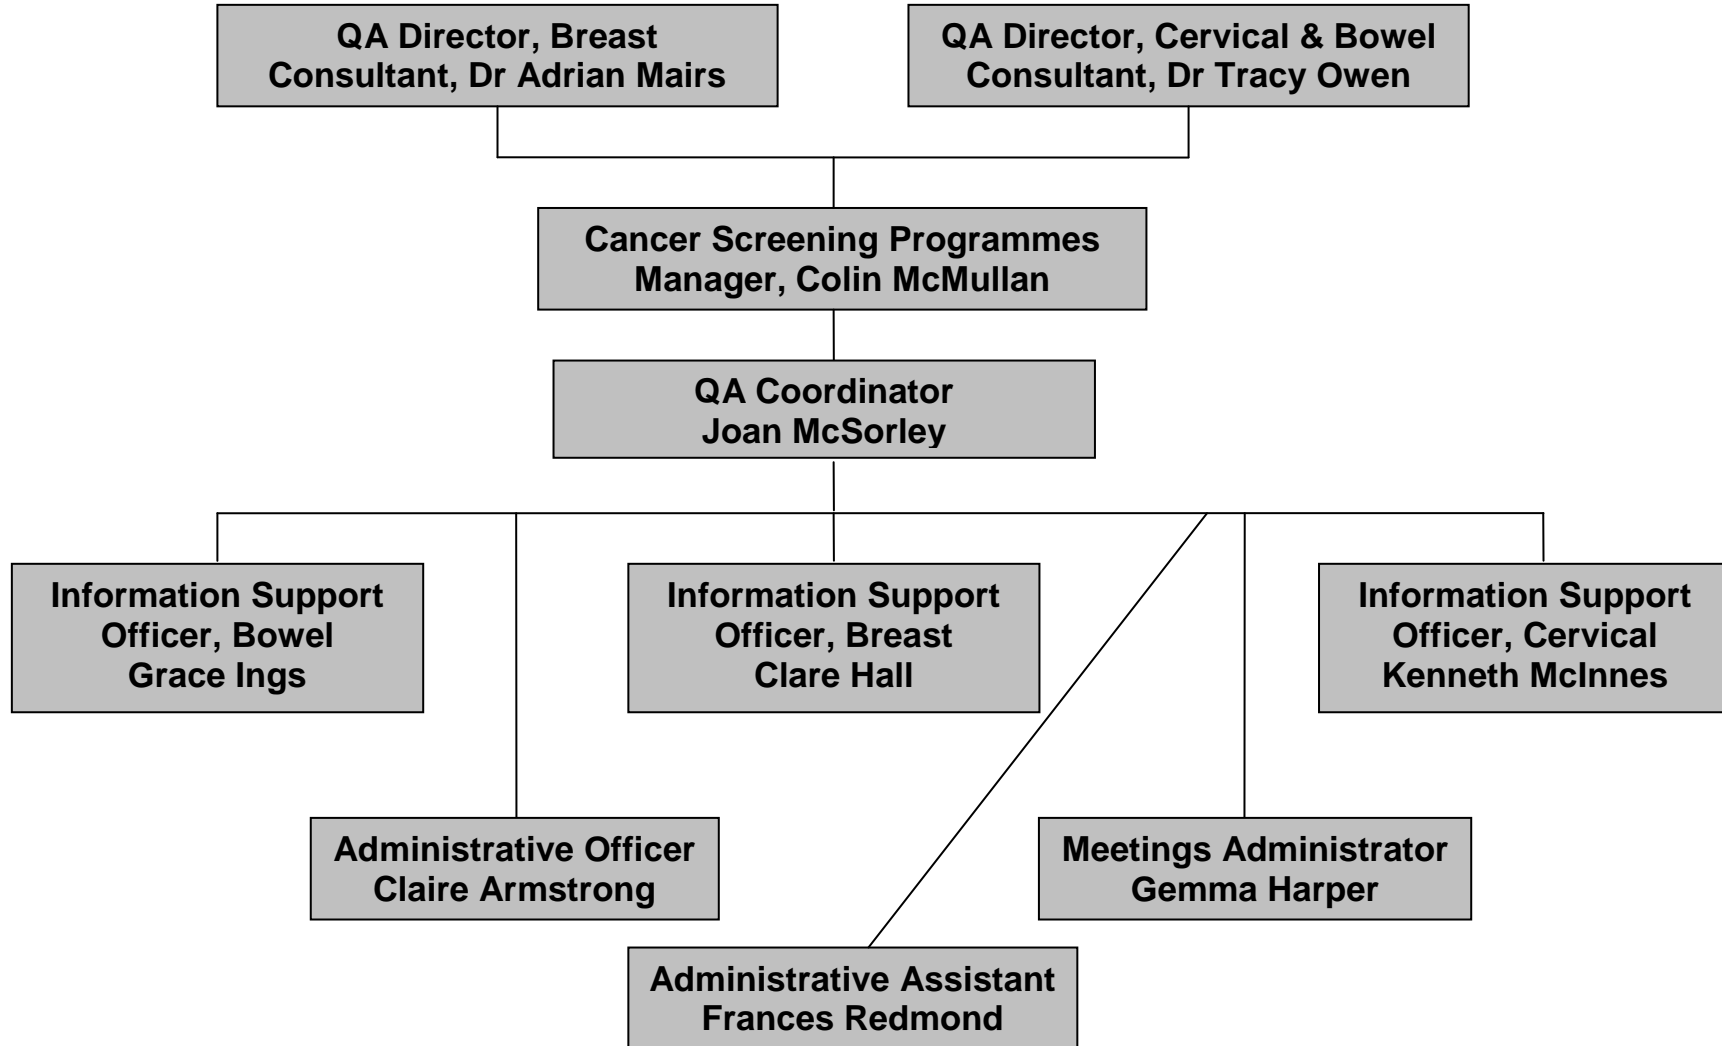 QA Director, Breast
Consultant, Dr Adrian Mairs
QA Director, Cervical & Bowel
Consultant, Dr Tracy Owen
Cancer Screening Programmes
Manager, Colin McMullan
QA Coordinator
Joan McSorley
Information Support
Officer, Bowel
Grace Ings
Information Support
Officer, Breast
Clare Hall
Information Support
Officer, Cervical
Kenneth McInnes
Administrative Officer
Claire Armstrong
Meetings Administrator
Gemma Harper
Administrative Assistant
Frances Redmond